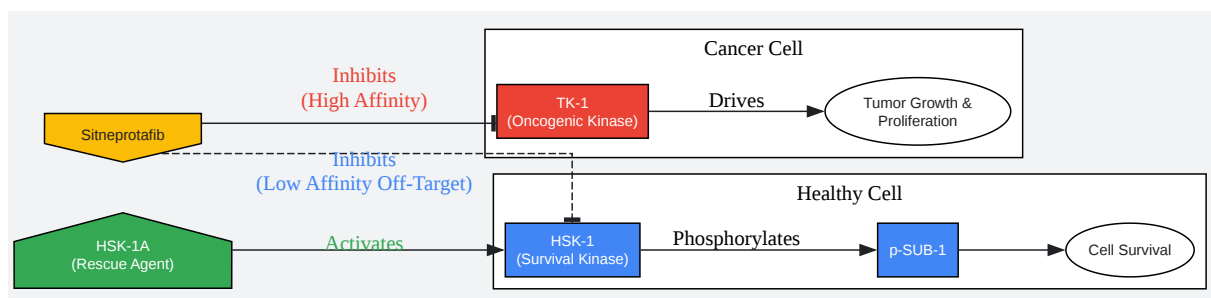 Cancer Cell
Inhibits
(High Affinity)
TK-1
(Oncogenic Kinase)
Drives
Tumor Growth &
Proliferation
Sitneprotafib
Inhibits
(Low Affinity Off-Target)
Healthy Cell
HSK-1A
(Rescue Agent)
Activates
HSK-1
(Survival Kinase)
Phosphorylates
p-SUB-1
Cell Survival